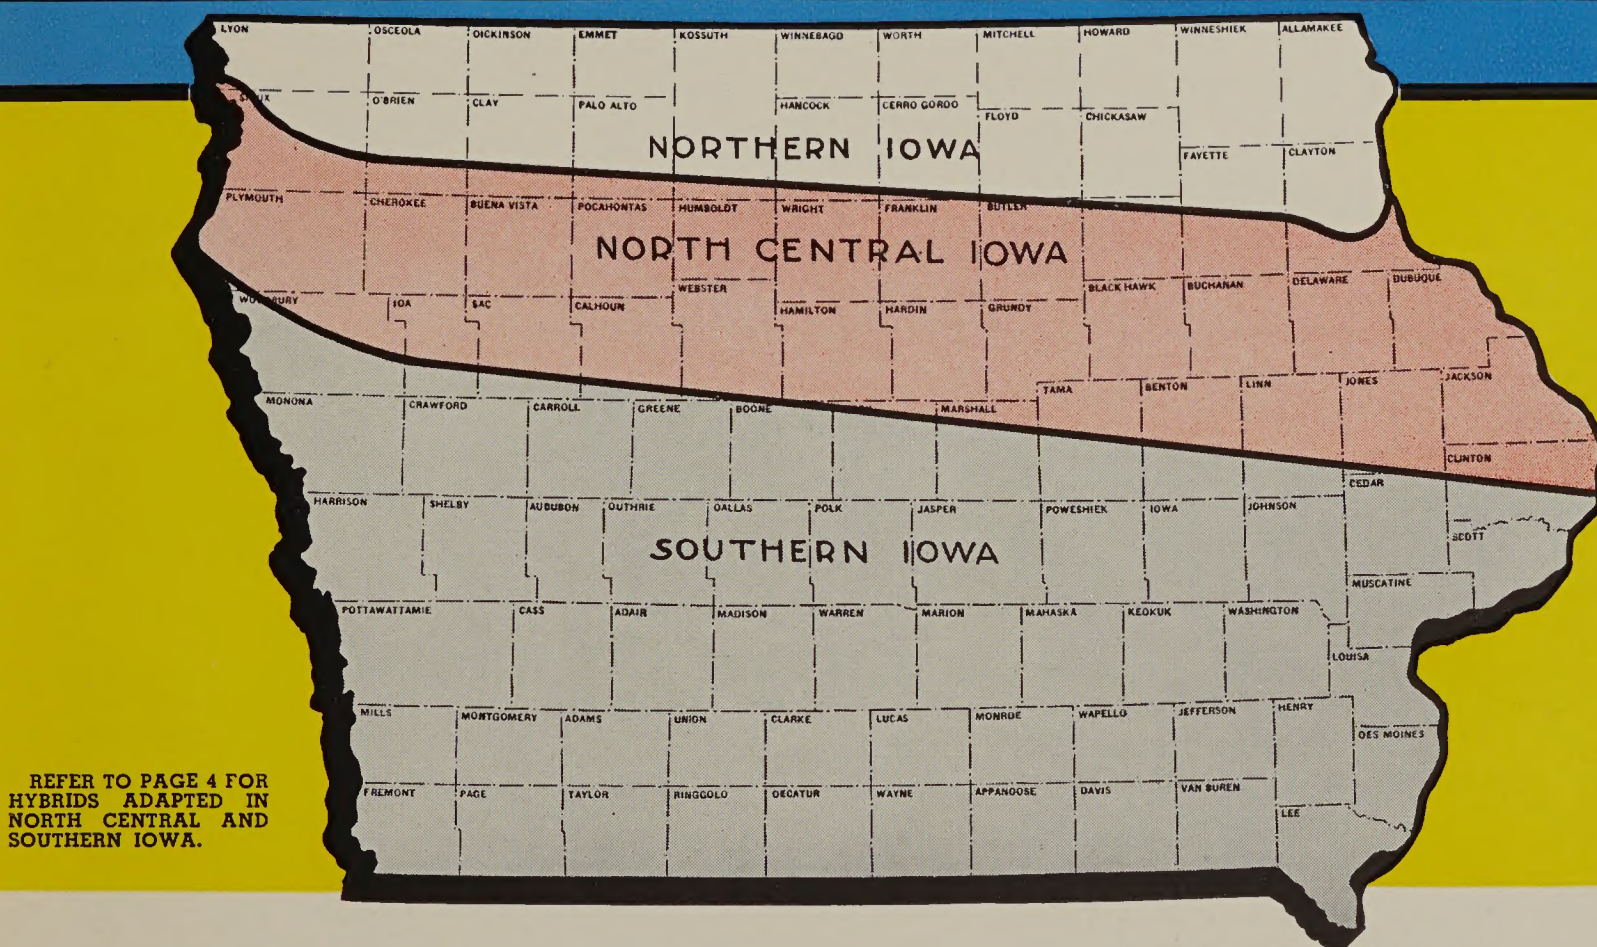 LYON OSCEOLA DICKINSON EMMET KOSSUTH WINNEBAGO WORTH MITCHELL HOWARD WINNESHIEK ALLAMAKEE
SIOUX O'BRIEN CLAY PALO ALTO HANCOCK CERRO GORDO FLOYD CHICKASAW
NORTHERN IOWA
FAYETTE CLAYTON
PLYMOUTH CHEROKEE BUENA VISTA POCAHONTAS HUMBOLDT WRIGHT FRANKLIN BUTLER
NORTH CENTRAL IOWA
WEBSTER BLACK HAWK BUCHANAN DELAWARE DUBUQUE
WOODBURY IDA SAC CALHOUN HAMILTON HARDIN GRUNDY
TAMA BENTON LINN JONES JACKSON
MONONA CRAWFORD CARROLL GREENE BOONE MARSHALL
CLINTON
CEDAR
HARRISON SHELBY AUDUBON GUTHRIE DALLAS POLK JASPER POWESHIEK IOWA JOHNSON
SCOTT
SOUTHERN IOWA
MUSCATINE
POTTAWATTAMIE CASS ADAIR MADISON WARREN MARION MAHASKA KEOKUK WASHINGTON
LOUISA
MILLS MONTGOMERY ADAMS UNION CLARKE LUCAS MONROE WAPELLO JEFFERSON HENRY
DES MOINES
FREMONT PAGE TAYLOR RINGGOLD DECATUR WAYNE APPANOOSE DAVIS VAN BUREN
LEE
REFER TO PAGE 4 FOR
HYBRIDS ADAPTED IN
NORTH CENTRAL AND
SOUTHERN IOWA.